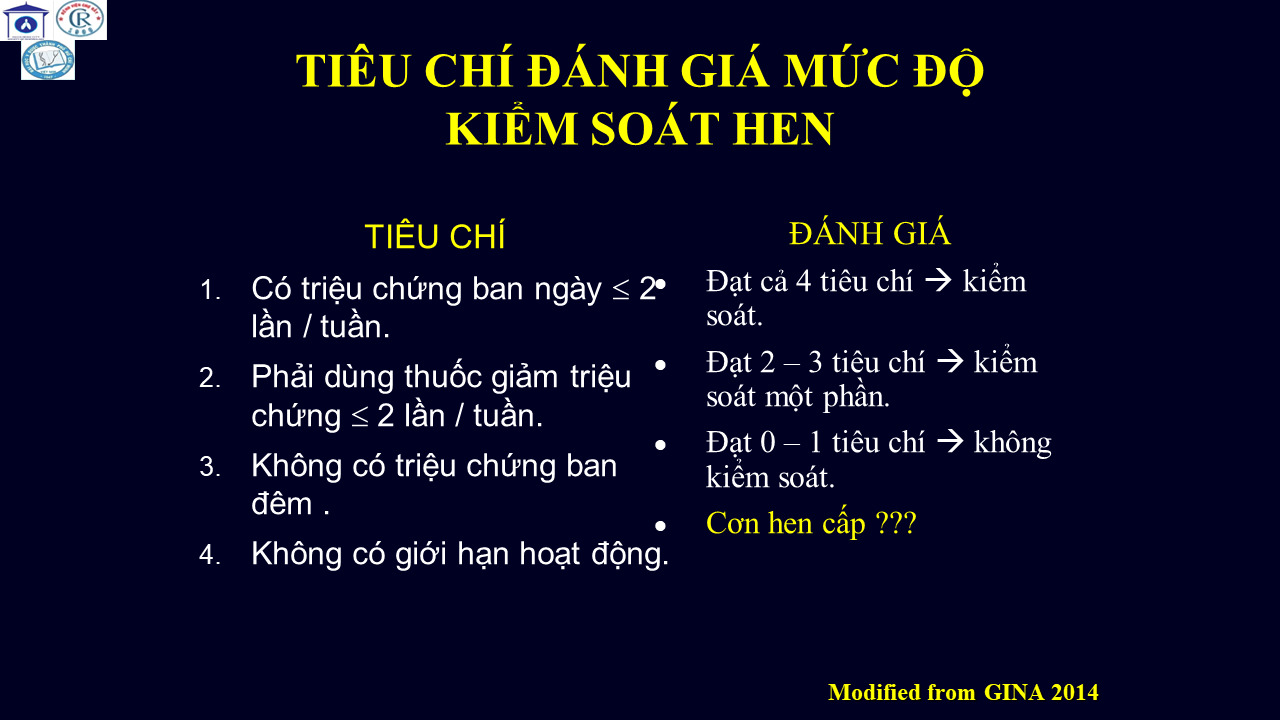 TIÊU CHÍ ĐÁNH GIÁ MỨC ĐỘ
KIỂM SOÁT HEN
TIÊU CHÍ
1. Có triệu chứng ban ngày ≤ 2
lần / tuần.
2. Phải dùng thuốc giảm triệu
chứng ≤ 2 lần / tuần.
3. Không có triệu chứng ban
đêm .
4. Không có giới hạn hoạt động.
ĐÁNH GIÁ
• Đạt cả 4 tiêu chí → kiểm
soát.
• Đạt 2 – 3 tiêu chí → kiểm
soát một phần.
• Đạt 0 – 1 tiêu chí → không
kiểm soát.
• Cơn hen cấp ???
Modified from GINA 2014